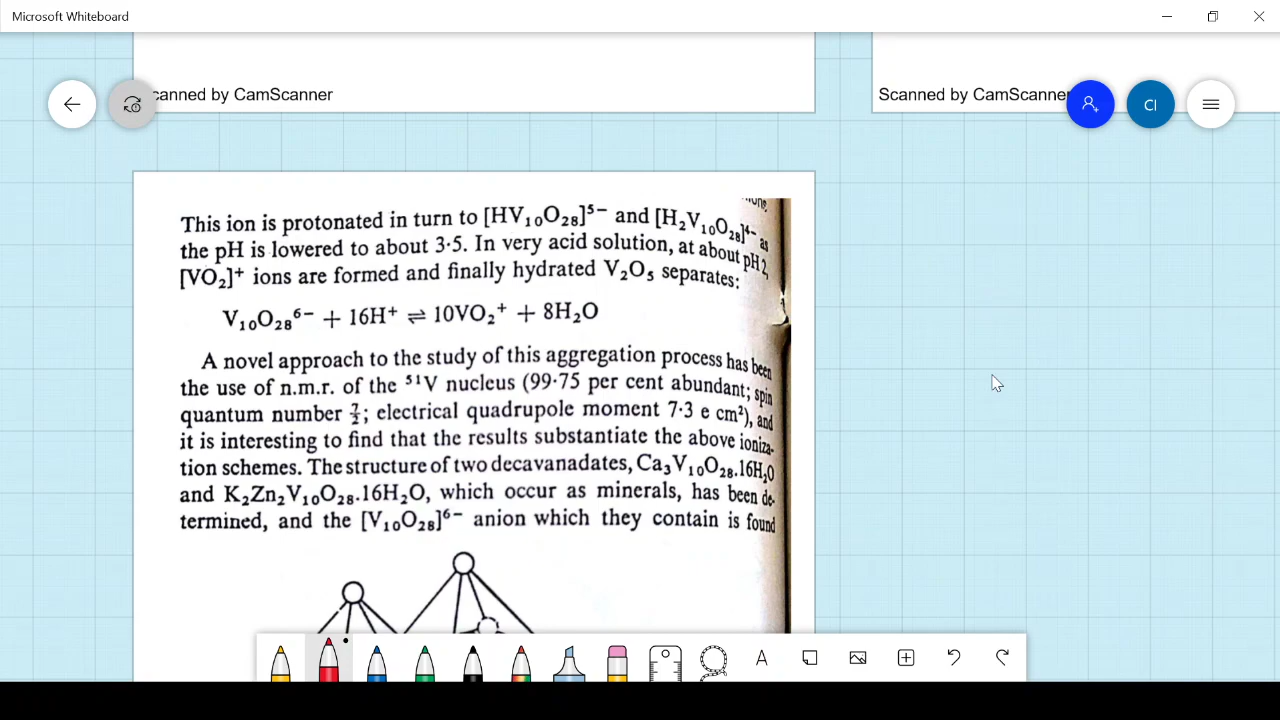 Microsoft Whiteboard
Scanned by CamScanner
canned by CamScanner
CI
This ion is protonated in turn to [HV₁₀O₂₈]⁵⁻ and [H₂V₁₀O₂₈]⁴⁻ as
the pH is lowered to about 3·5. In very acid solution, at about pH 2,
[VO₂]⁺ ions are formed and finally hydrated V₂O₅ separates:
V₁₀O₂₈⁶⁻ + 16H⁺ ⇌ 10VO₂⁺ + 8H₂O
A novel approach to the study of this aggregation process has been
the use of n.m.r. of the ⁵¹V nucleus (99·75 per cent abundant; spin
quantum number 7/2; electrical quadrupole moment 7·3 e cm²), and
it is interesting to find that the results substantiate the above ioniza-
tion schemes. The structure of two decavanadates, Ca₃V₁₀O₂₈.16H₂O
and K₂Zn₂V₁₀O₂₈.16H₂O, which occur as minerals, has been de-
termined, and the [V₁₀O₂₈]⁶⁻ anion which they contain is found
A